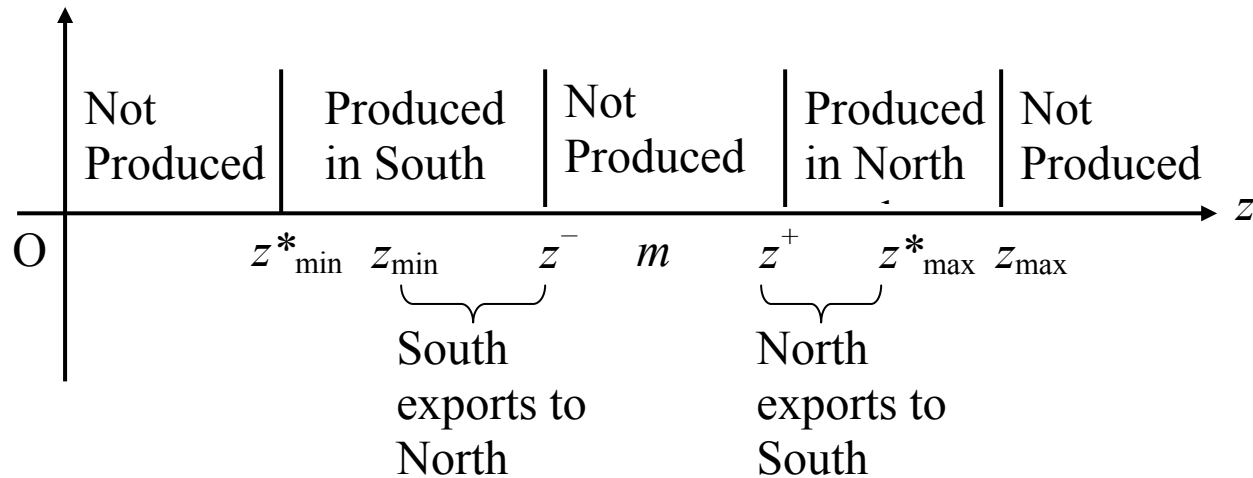 Not
Produced
Produced
in South
Not
Produced
Produced
in North
Not
Produced
z
O
z*min zmin z− m z+ z*max zmax
South
exports to
North
North
exports to
South